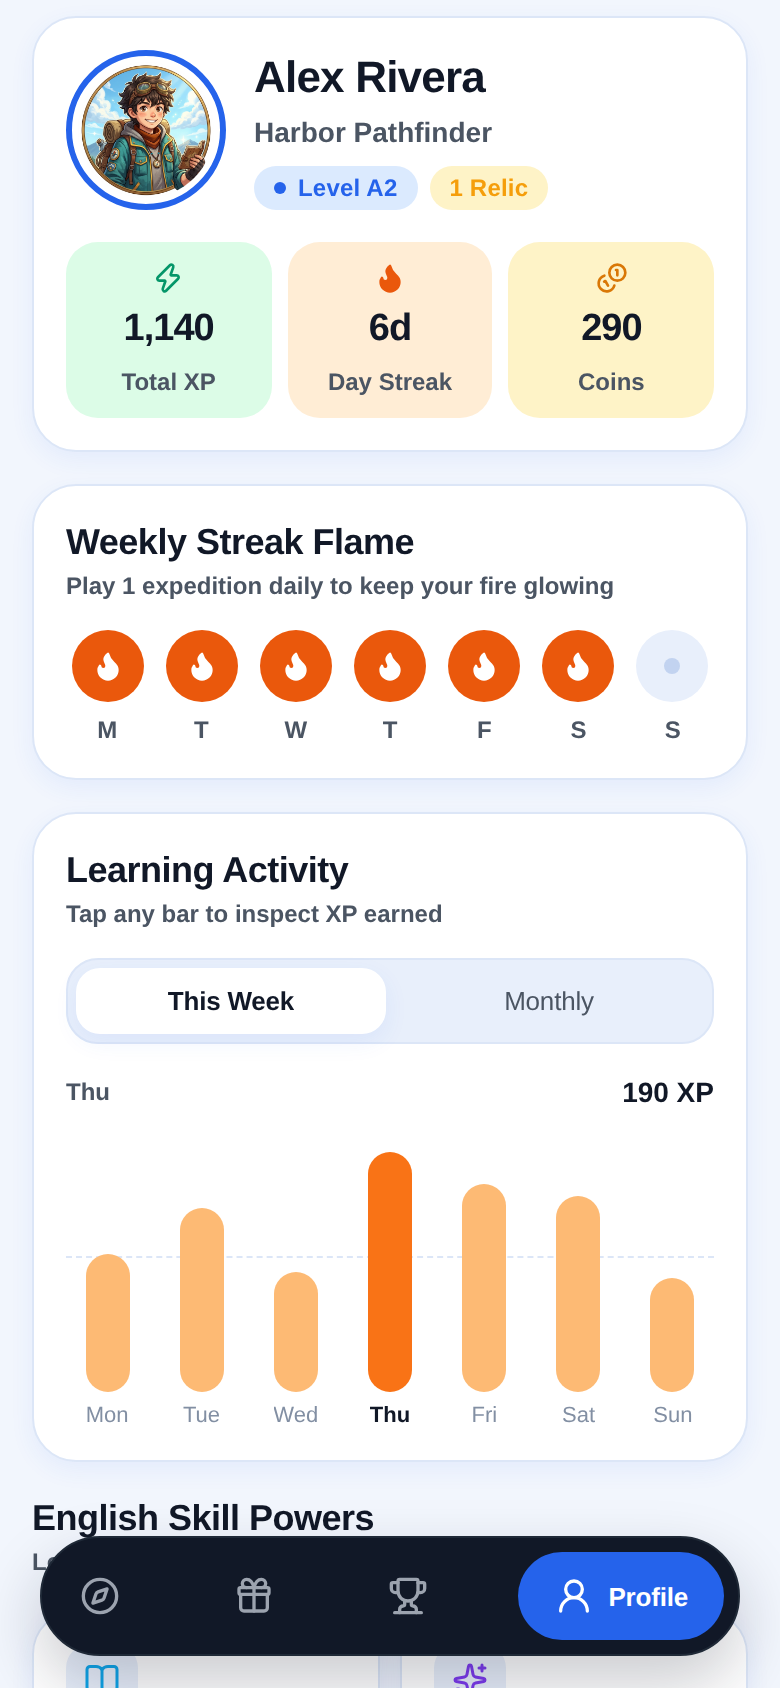 Alex Rivera
Harbor Pathfinder
Level A2
1 Relic
1,140
Total XP
6d
Day Streak
290
Coins
Weekly Streak Flame
Play 1 expedition daily to keep your fire glowing
M T W T F S S
Learning Activity
Tap any bar to inspect XP earned
This Week
Monthly
Thu
190 XP
Mon Tue Wed Thu Fri Sat Sun
English Skill Powers
Profile